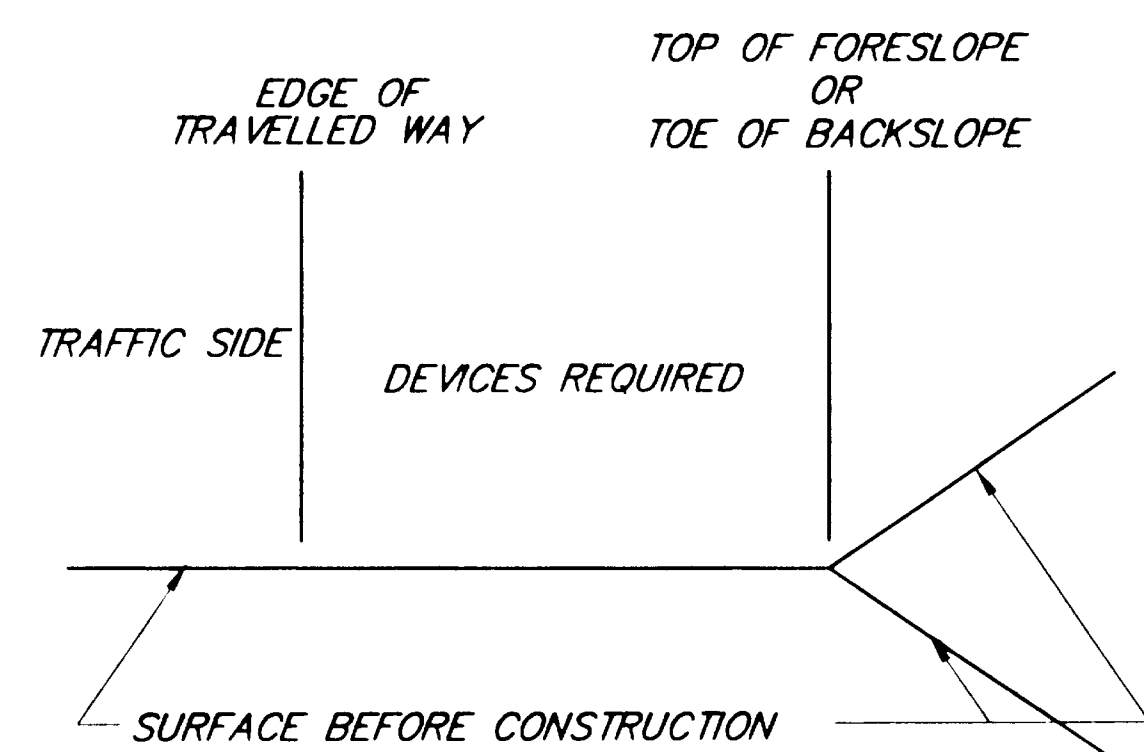 EDGE OF
TRAVELLED WAY
TOP OF FORESLOPE
OR
TOE OF BACKSLOPE
TRAFFIC SIDE
DEVICES REQUIRED
SURFACE BEFORE CONSTRUCTION